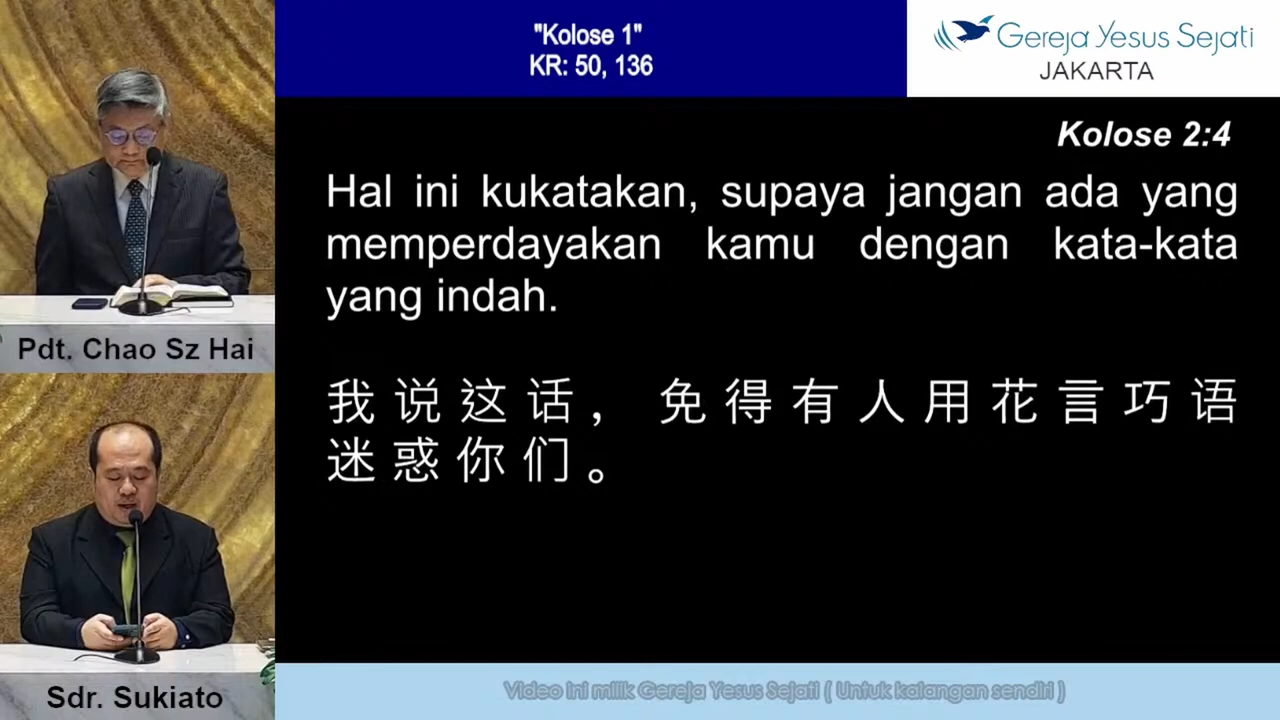 "Kolose 1"
KR: 50, 136
Gereja Yesus Sejati
JAKARTA
Kolose 2:4
Hal ini kukatakan, supaya jangan ada yang
memperdayakan kamu dengan kata-kata
yang indah.
我说这话，免得有人用花言巧语
迷惑你们。
Pdt. Chao Sz Hai
Sdr. Sukiato
Video ini milik Gereja Yesus Sejati ( Untuk kalangan sendiri )